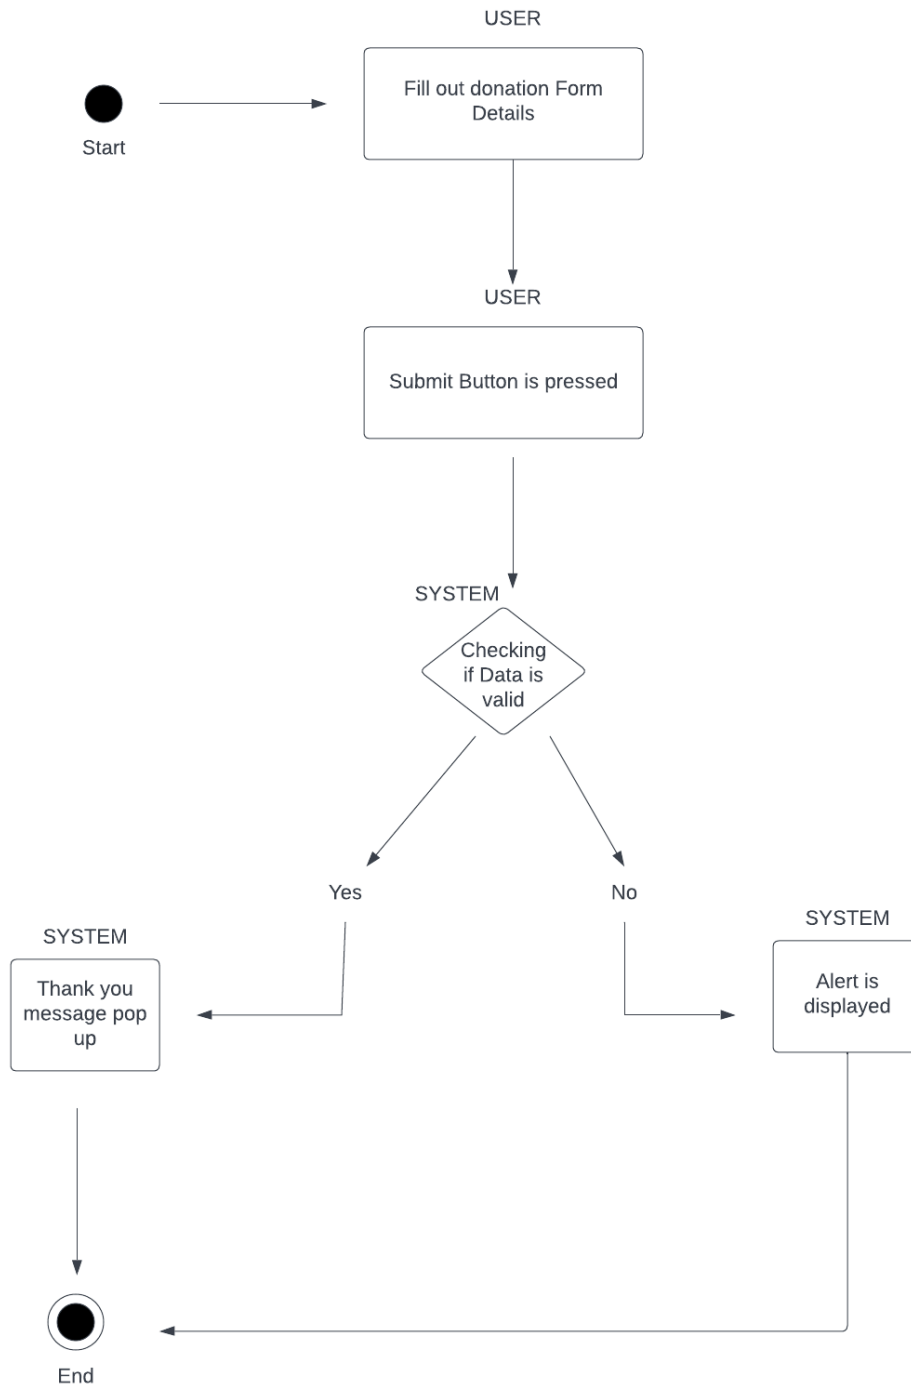 USER
Fill out donation Form
Details
Start
USER
Submit Button is pressed
SYSTEM
Checking
if Data is
valid
Yes
No
SYSTEM
Thank you
message pop
up
SYSTEM
Alert is
displayed
End